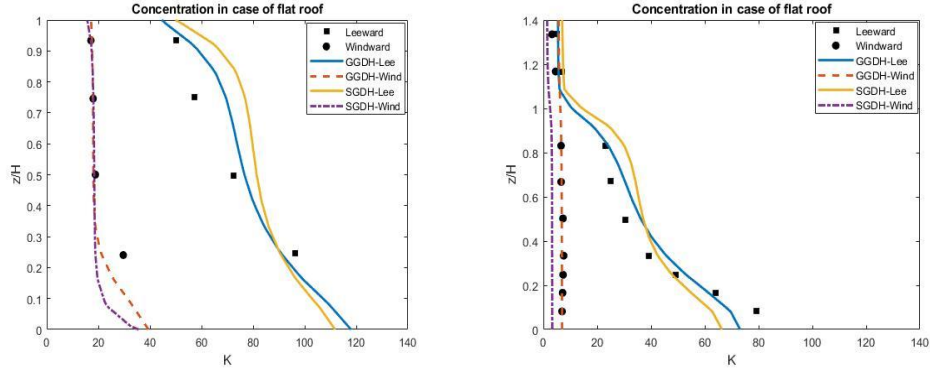 Concentration in case of flat roof
1
0.9
0.8
0.7
0.6
0.5
0.4
0.3
0.2
0.1
0
z/H
0 20 40 60 80 100 120 140
K
Leeward
Windward
GGDH-Lee
GGDH-Wind
SGDH-Lee
SGDH-Wind
Concentration in case of flat roof
1.4
1.2
1
0.8
0.6
0.4
0.2
0
z/H
0 20 40 60 80 100 120 140
K
Leeward
Windward
GGDH-Lee
GGDH-Wind
SGDH-Lee
SGDH-Wind